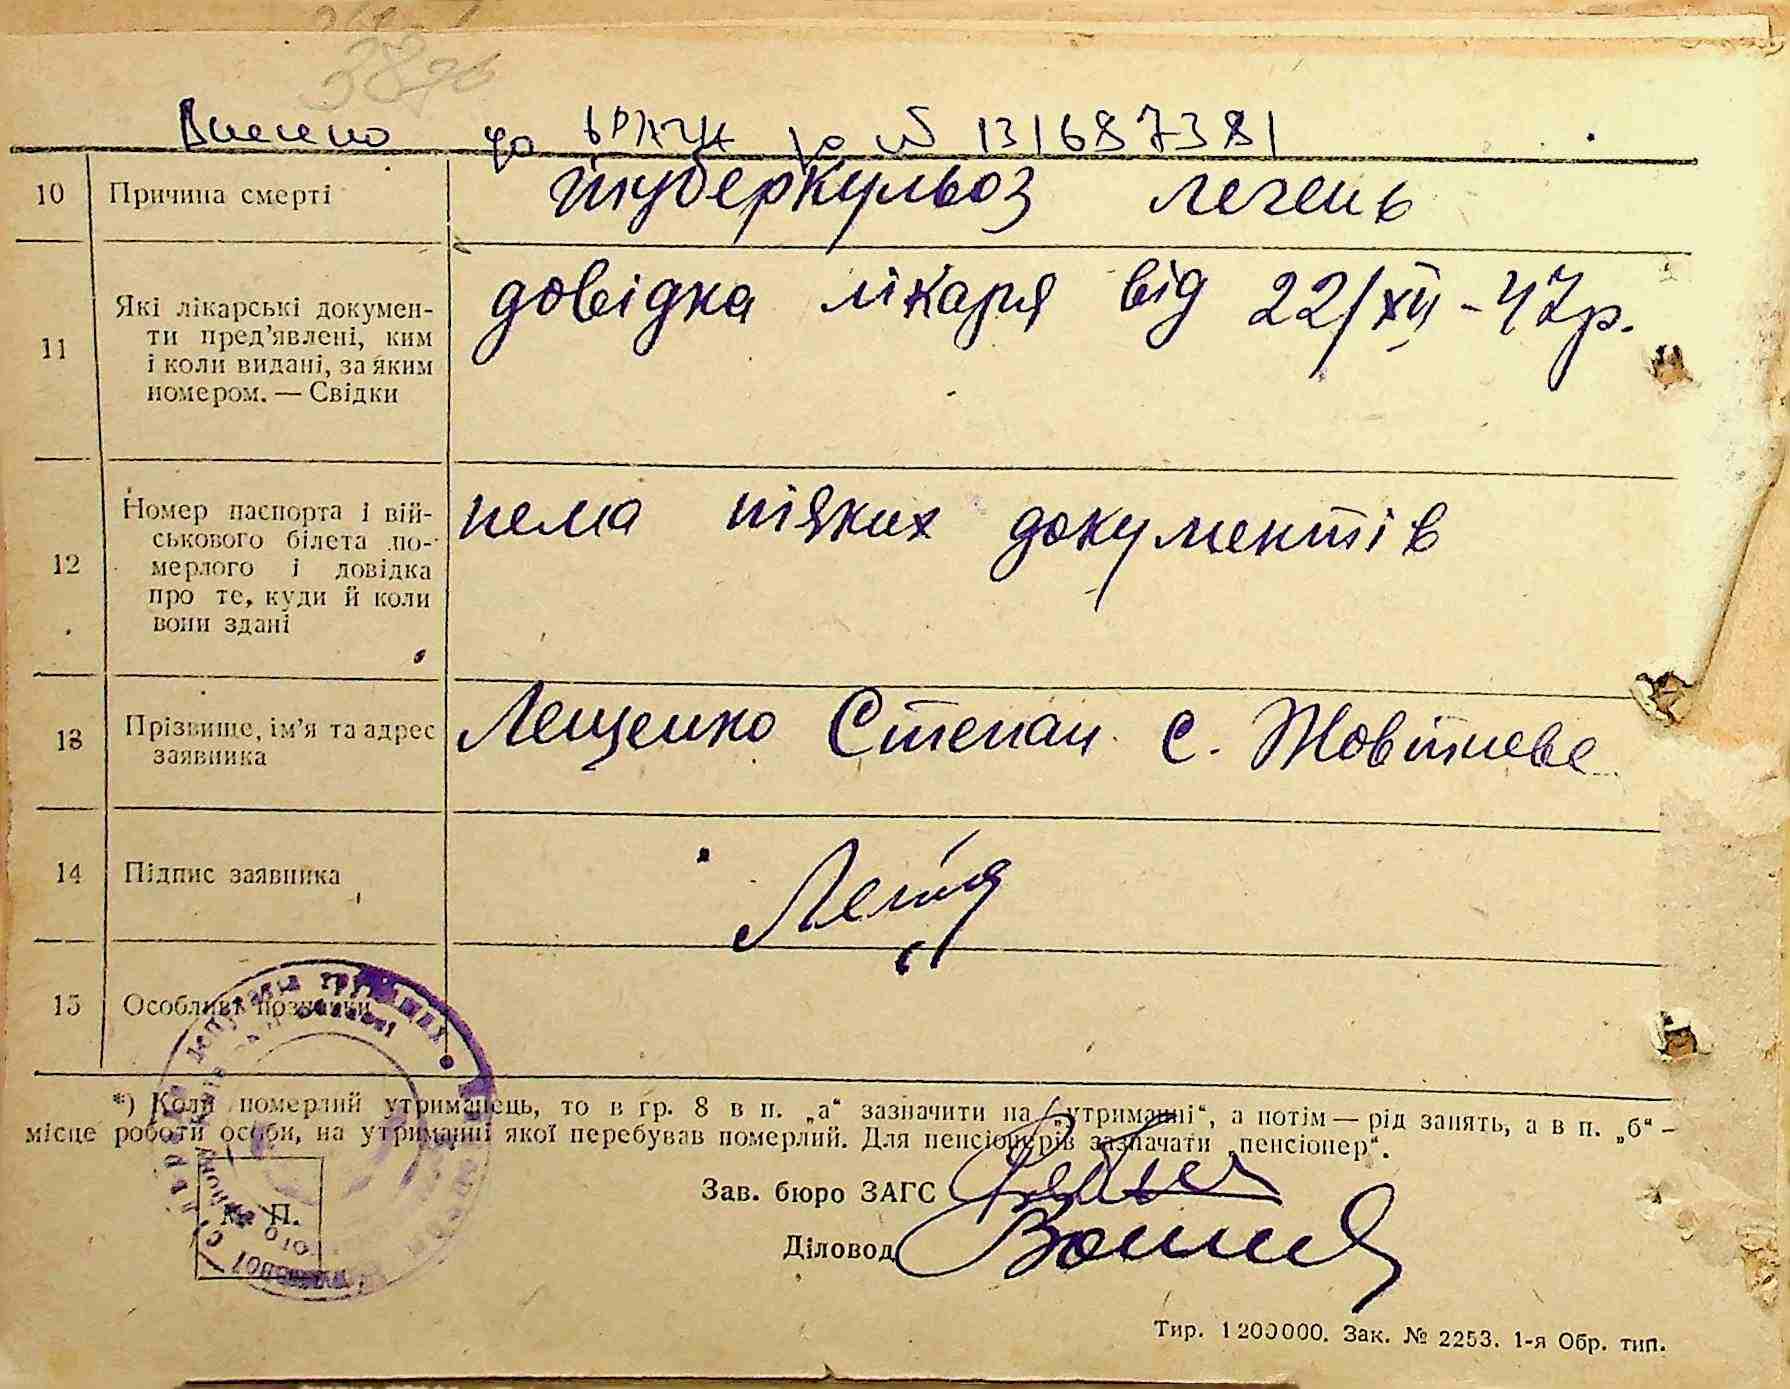 Внесено до ДРАЦС за № 131687381
10 Причина смерті туберкульоз легень
11 Які лікарські докумен-
ти пред'явлені, ким
і коли видані, за яким
номером. — Свідки
довідка лікаря від 22/XII - 47р.
12 Номер паспорта і вій-
ськового білета по-
мерлого і довідка
про те, куди й коли
вони здані
нема ніяких документів
13 Прізвище, ім'я та адрес
заявника
Лещенко Степан с. Жовтневе
14 Підпис заявника
15 Особливі позначки
*) Коли померлий утриманець, то в гр. 8 в п. „а“ зазначити на „утриманні“, а потім — рід занять, а в п. „б“ –
місце роботи особи, на утриманні якої перебував померлий. Для пенсіонерів зазначати „пенсіонер“.
Зав. бюро ЗАГС
М. П.
Діловод
Тир. 1200000. Зак. № 2253. 1-я Обр. тип.